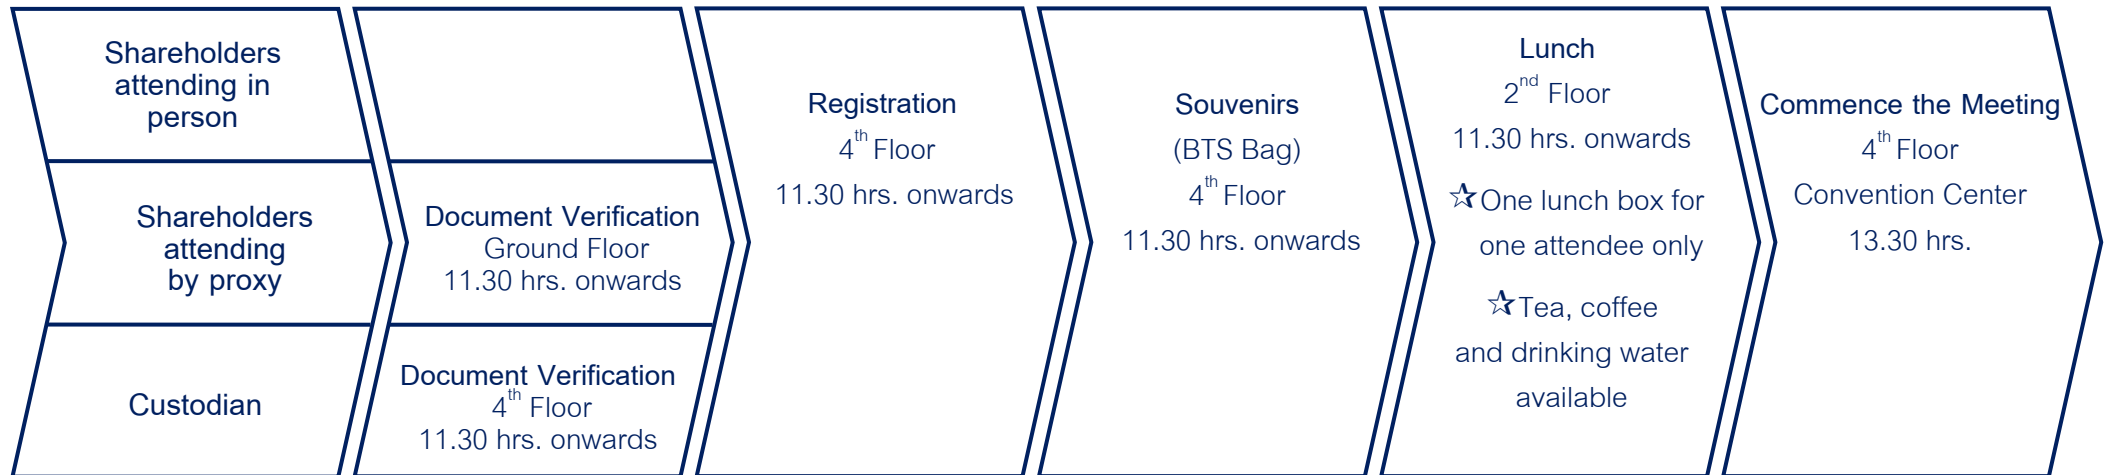 Shareholders
attending in
person
Shareholders
attending
by proxy
Custodian
Document Verification
Ground Floor
11.30 hrs. onwards
Document Verification
4th Floor
11.30 hrs. onwards
Registration
4th Floor
11.30 hrs. onwards
Souvenirs
(BTS Bag)
4th Floor
11.30 hrs. onwards
Lunch
2nd Floor
11.30 hrs. onwards
☆One lunch box for
one attendee only
☆Tea, coffee
and drinking water
available
Commence the Meeting
4th Floor
Convention Center
13.30 hrs.